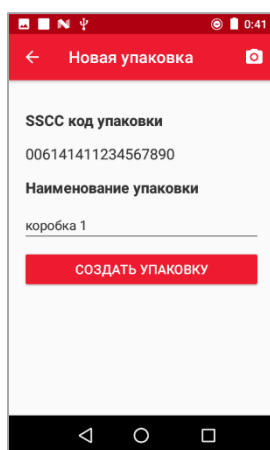 0:41
Новая упаковка
SSCC код упаковки
006141411234567890
Наименование упаковки
коробка 1
СОЗДАТЬ УПАКОВКУ